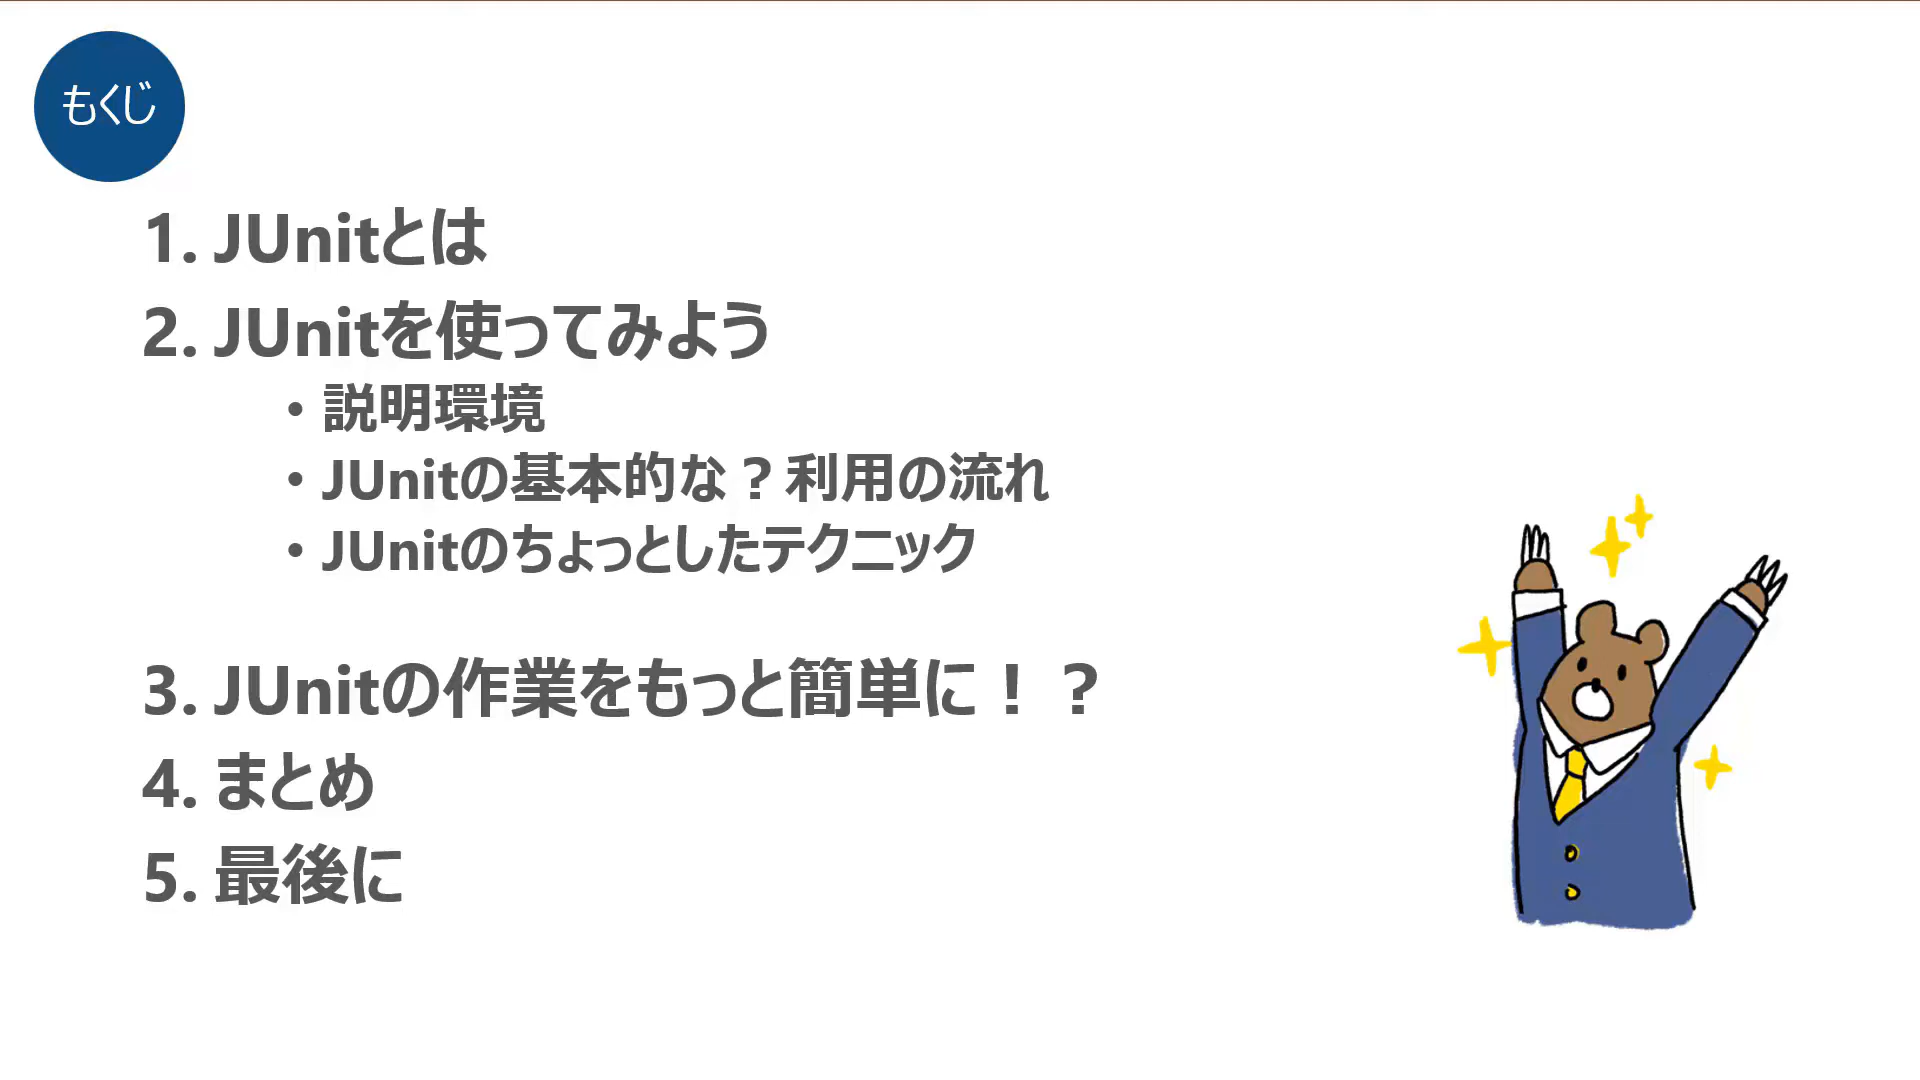 もくじ
1. JUnitとは
2. JUnitを使ってみよう
• 説明環境
• JUnitの基本的な？利用の流れ
• JUnitのちょっとしたテクニック
3. JUnitの作業をもっと簡単に！？
4. まとめ
5. 最後に